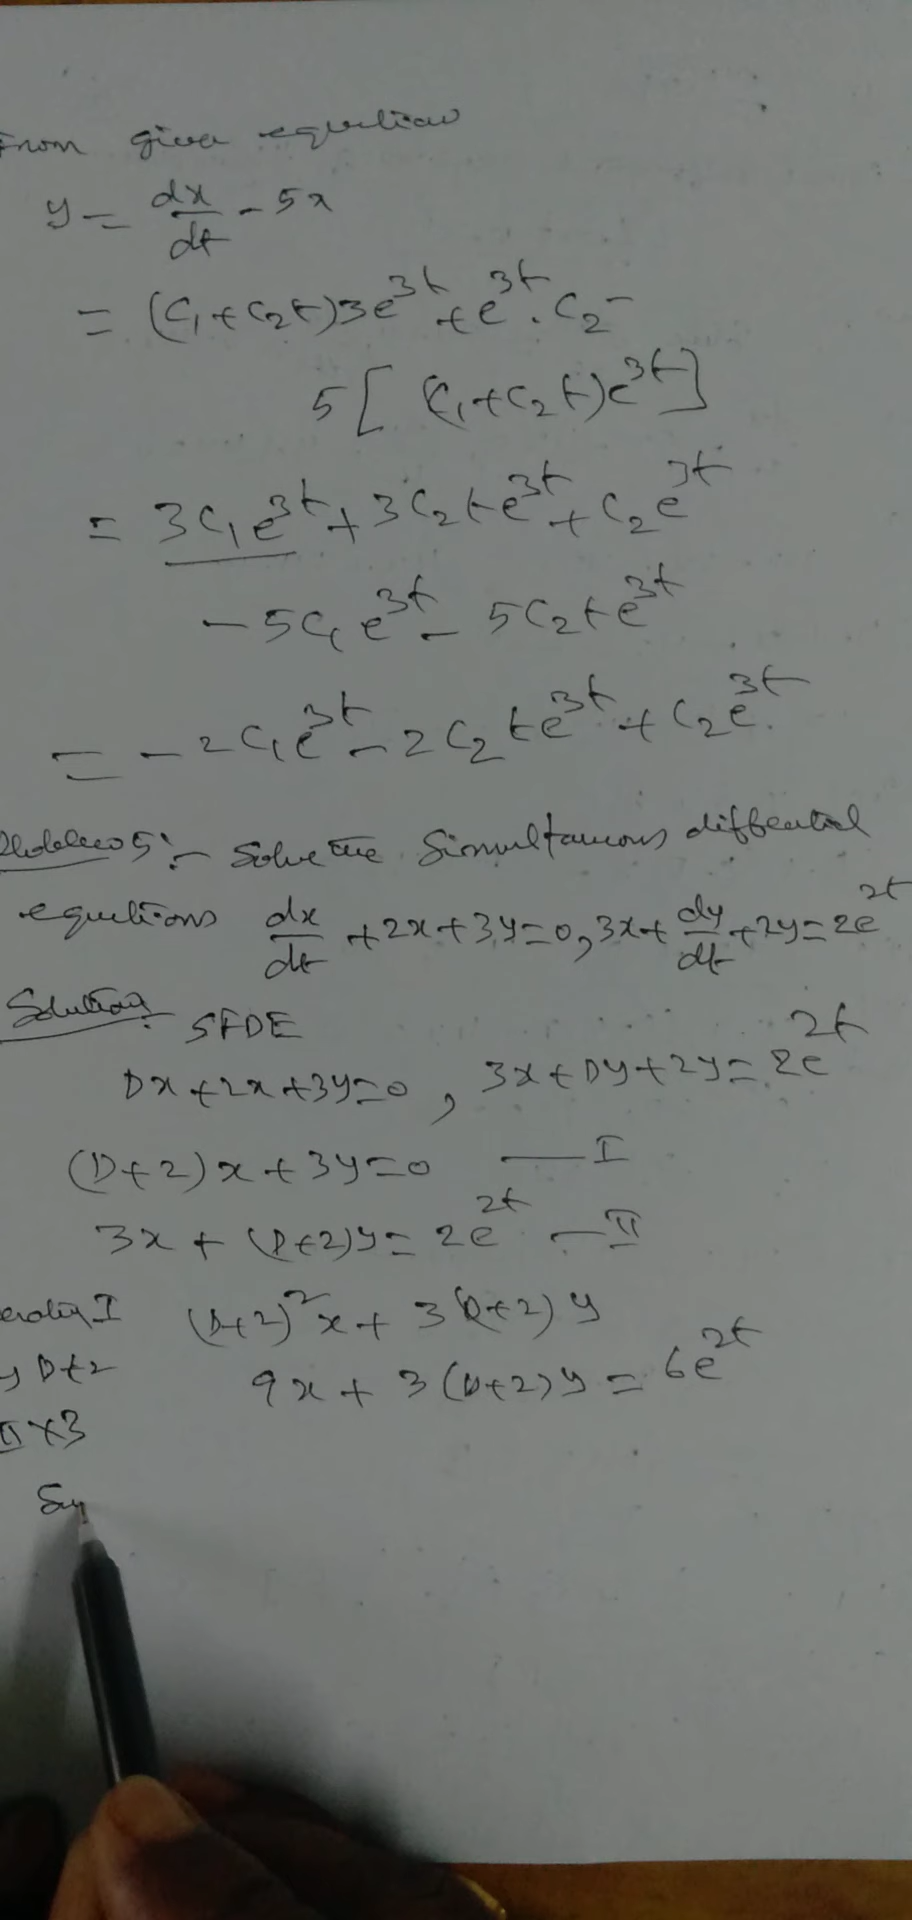 From given equation
y = dx/dt - 5x
= (C₁+C₂t)3e^3t + e^3t . C₂ -
5[(C₁+C₂t)e^3t]
= 3C₁e^3t + 3C₂te^3t + C₂e^3t
- 5C₁e^3t - 5C₂te^3t
= -2C₁e^3t - 2C₂te^3t + C₂e^3t.
5:- Solve the Simultaneous
equations dx/dt + 2x + 3y = 0, 3x + dy/dt + 2y = 2e^2t
Solution:
Dx + 2x + 3y = 0, 3x + Dy + 2y = 2e^2t
(D+2)x + 3y = 0 — I
3x + (D+2)y = 2e^2t — II
I (D+2)²x + 3(D+2)y
D+2 9x + 3(D+2)y = 6e^2t
II×3